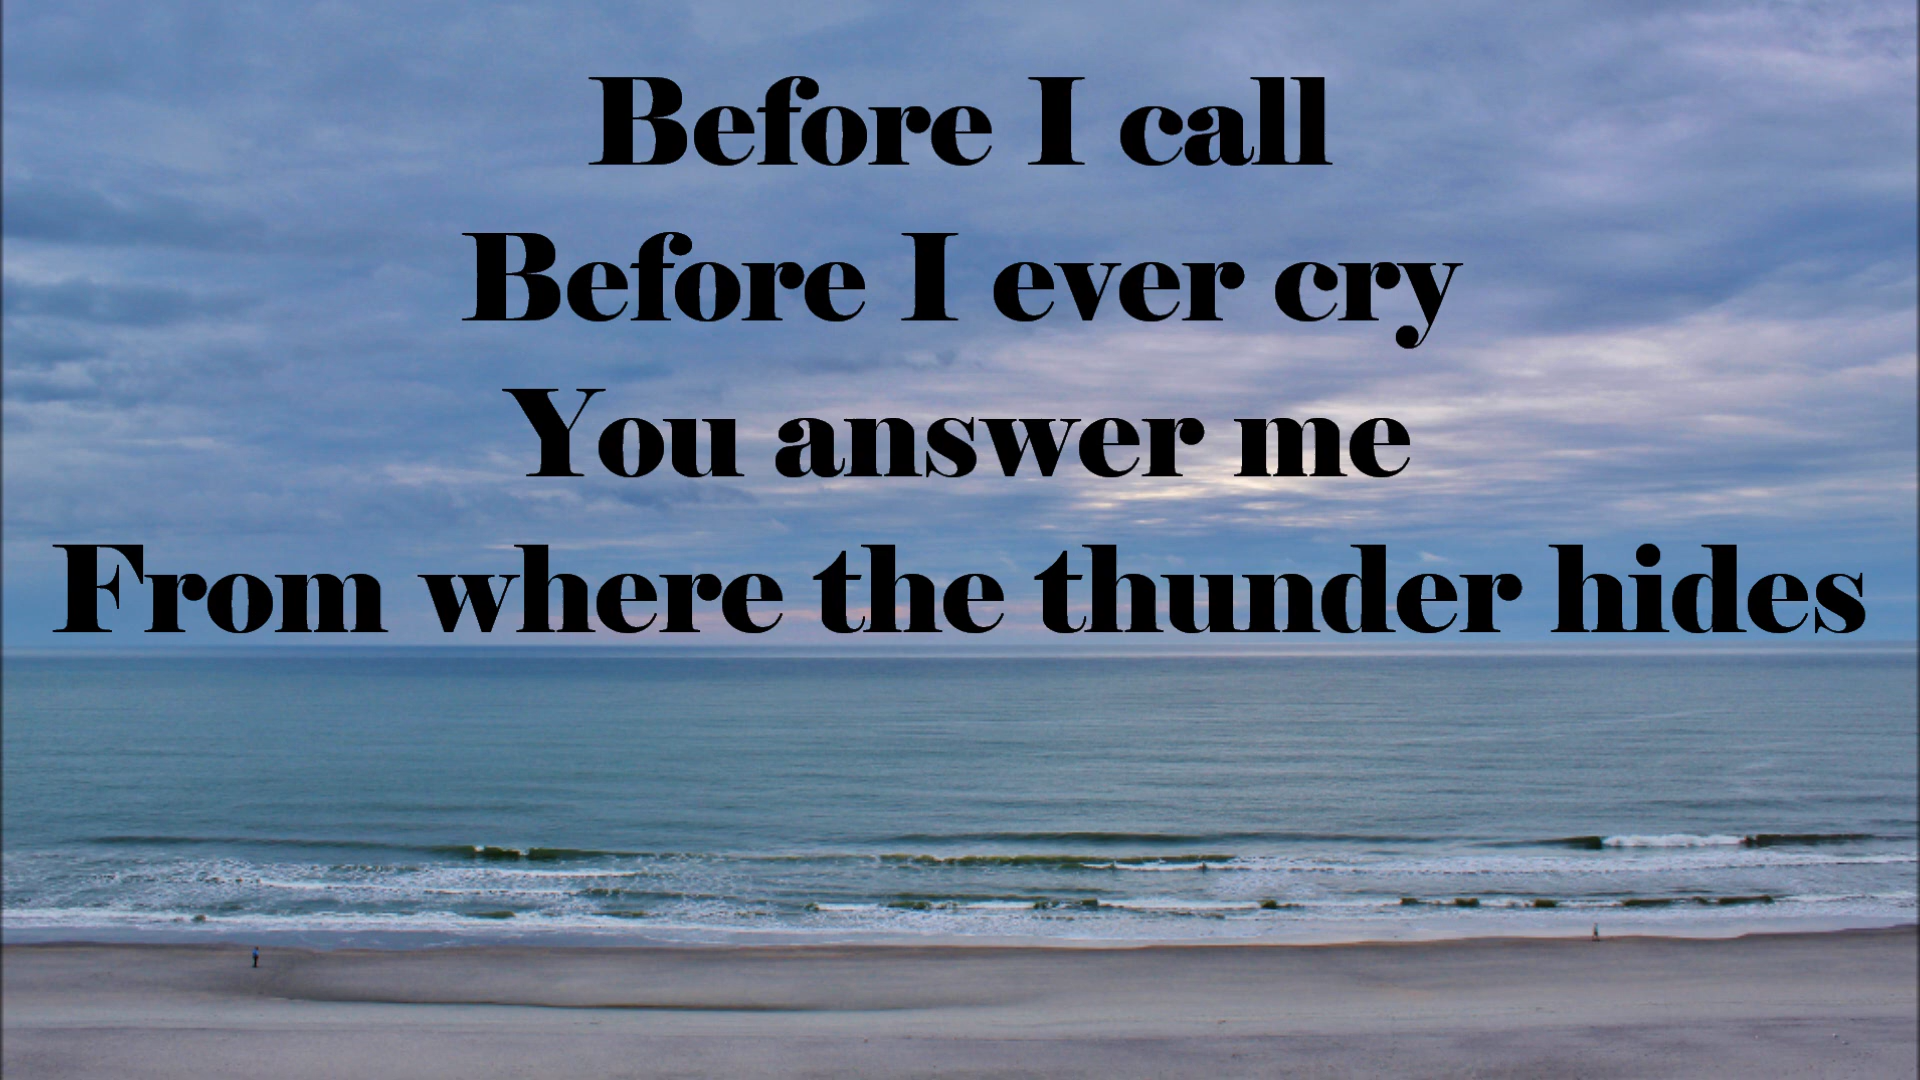 Before I call
Before I ever cry
You answer me
From where the thunder hides